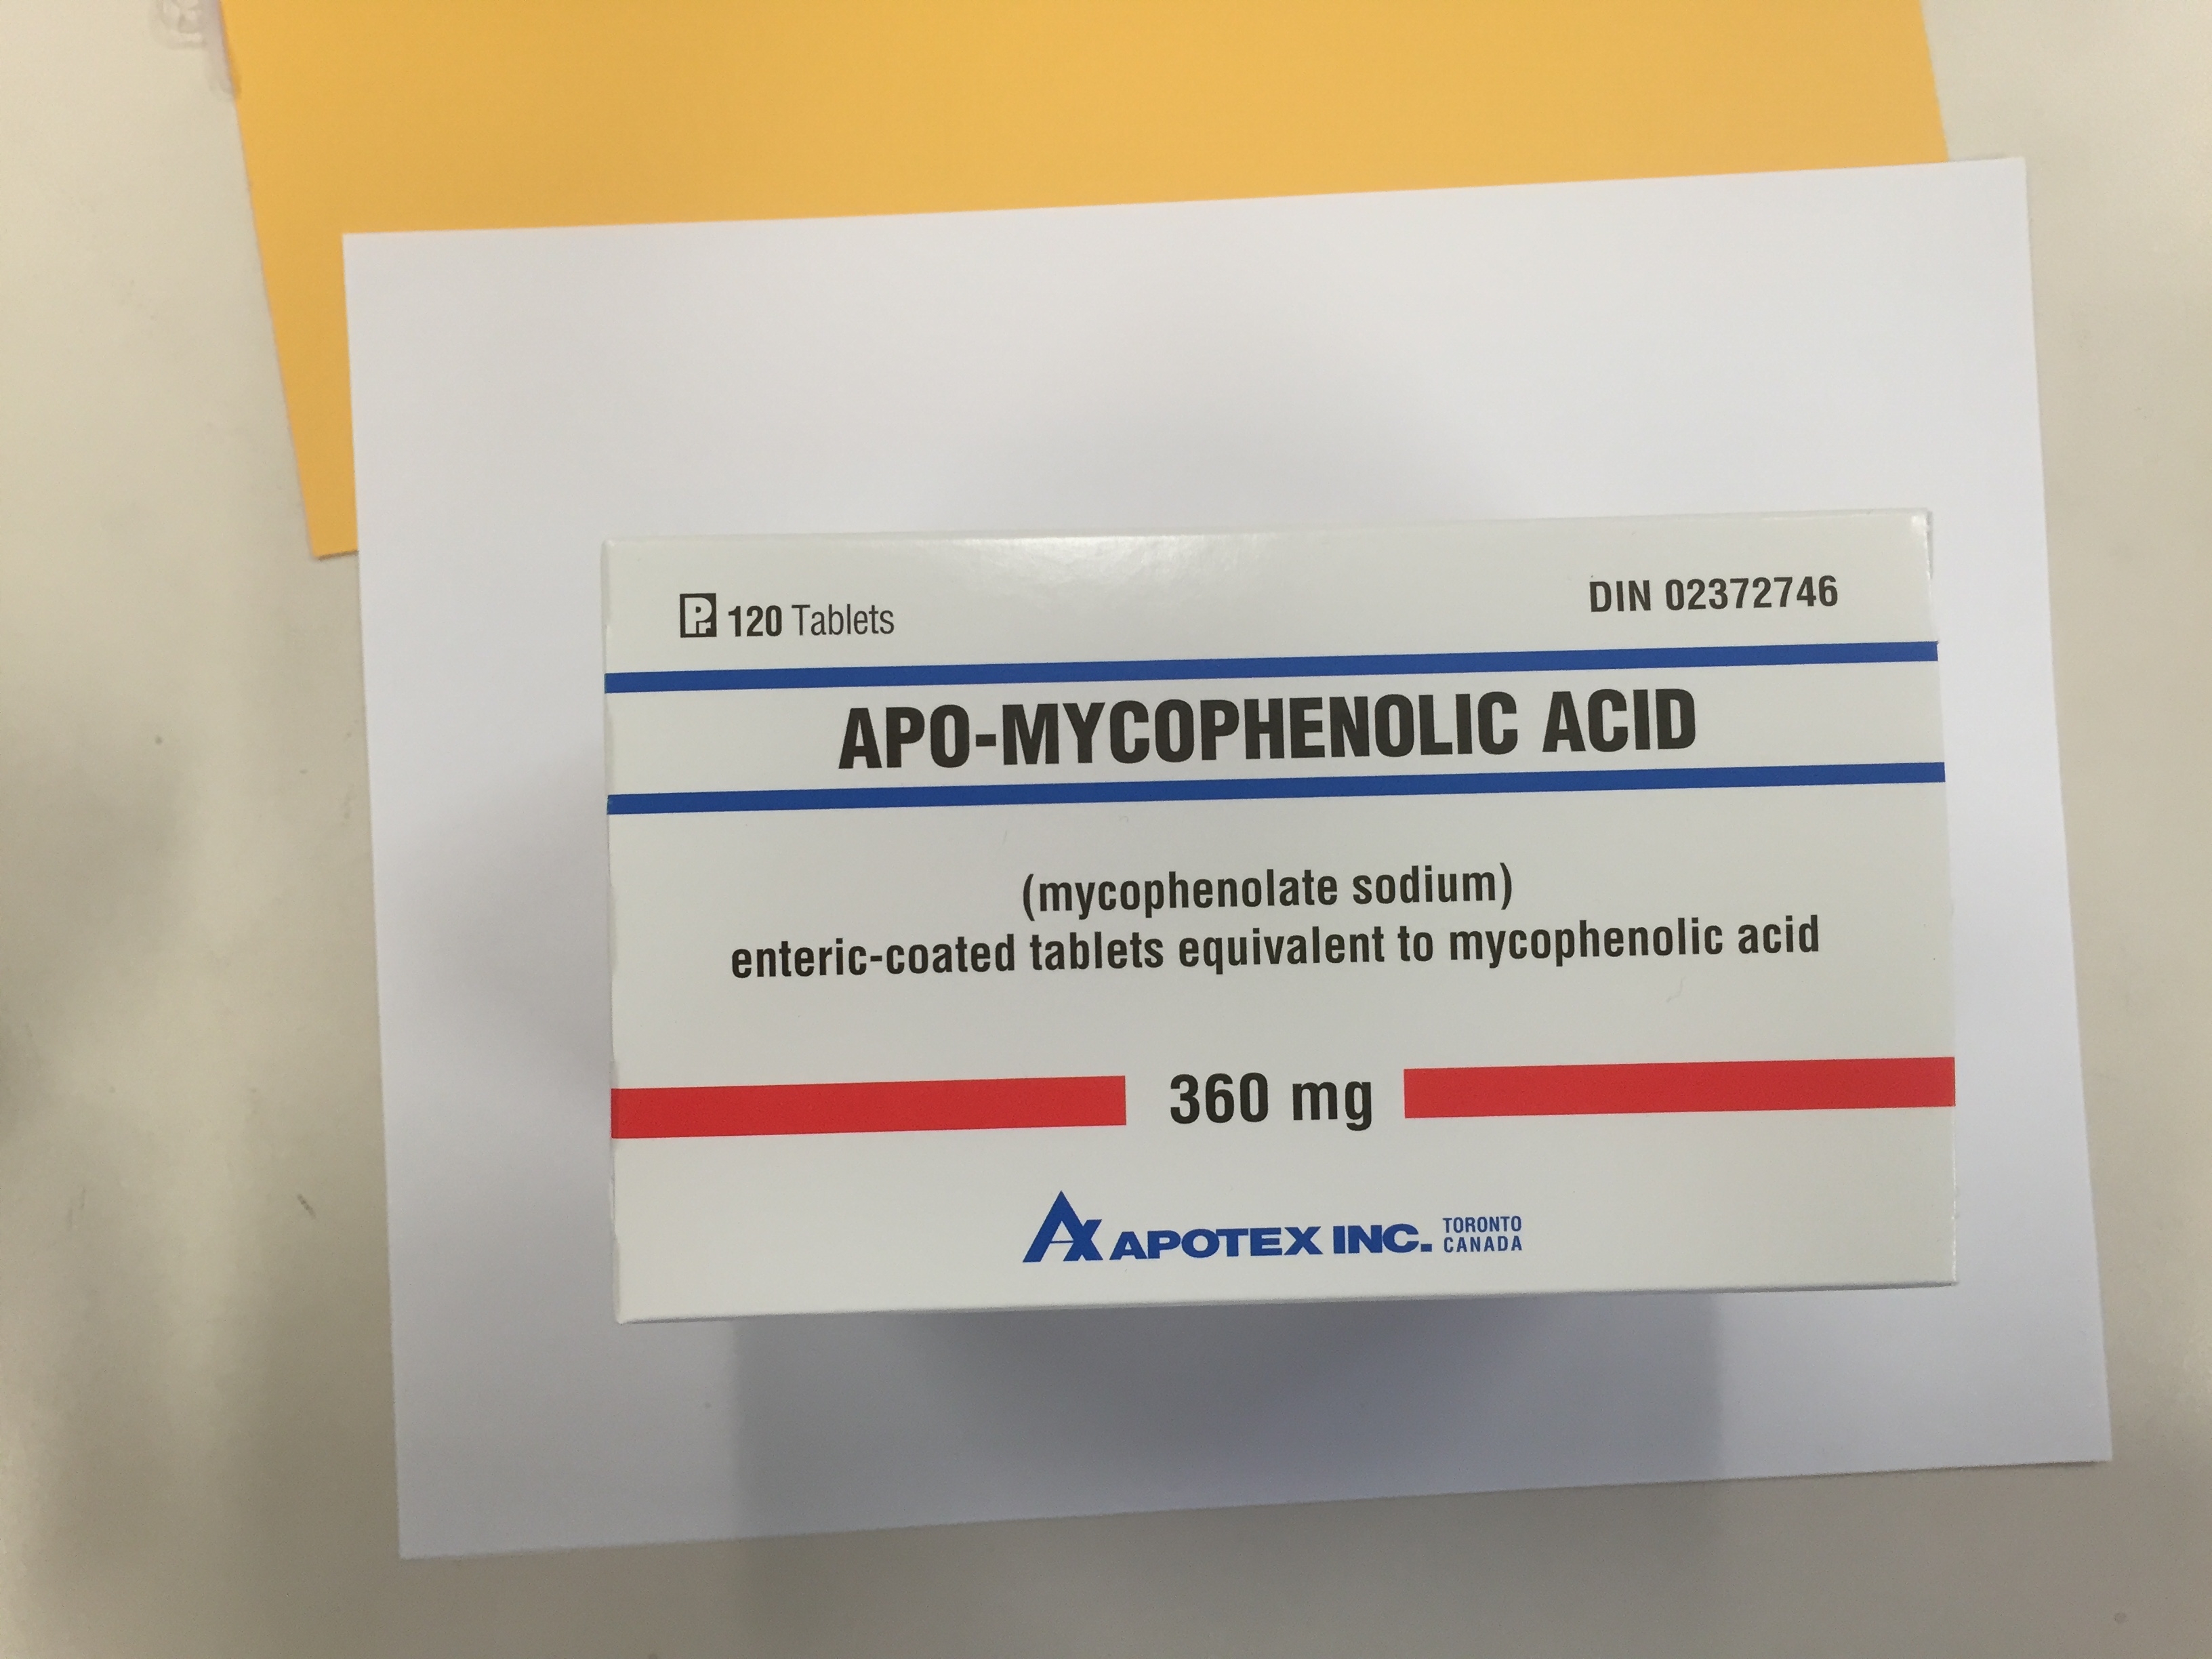 Pr 120 Tablets
DIN 02372746
APO-MYCOPHENOLIC ACID
(mycophenolate sodium)
enteric-coated tablets equivalent to mycophenolic acid
360 mg
APOTEX INC. TORONTO
CANADA